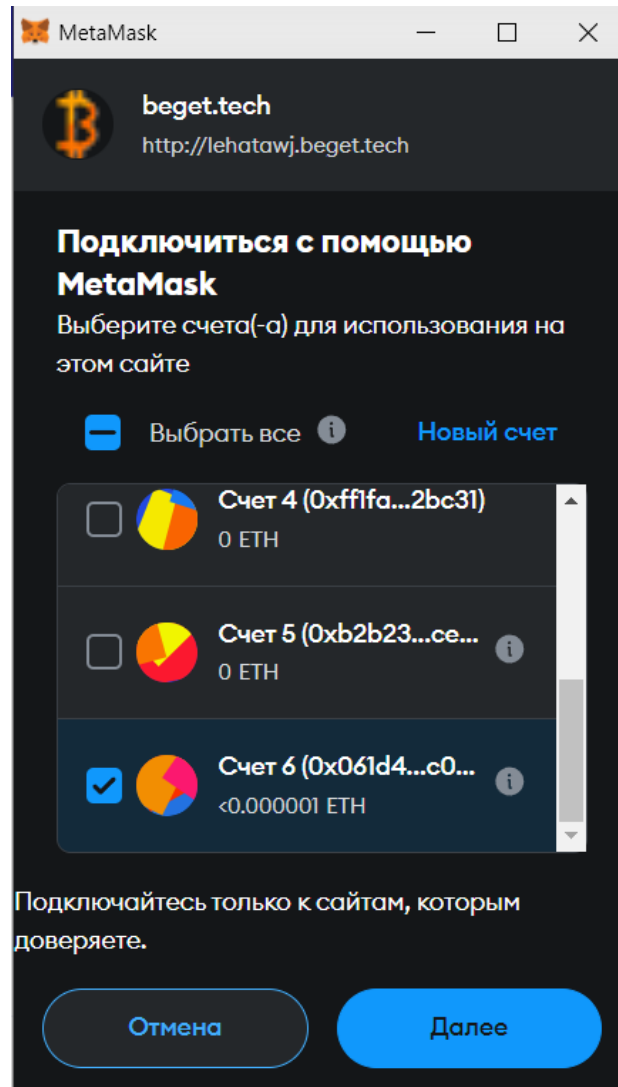 MetaMask
beget.tech
http://lehatawj.beget.tech
Подключиться с помощью
MetaMask
Выберите счета(-а) для использования на
этом сайте
Выбрать все
Новый счет
Счет 4 (0xff1fa...2bc31)
0 ETH
Счет 5 (0xb2b23...ce...
0 ETH
Счет 6 (0x061d4...c0...
<0.000001 ETH
Подключайтесь только к сайтам, которым
доверяете.
Отмена
Далее